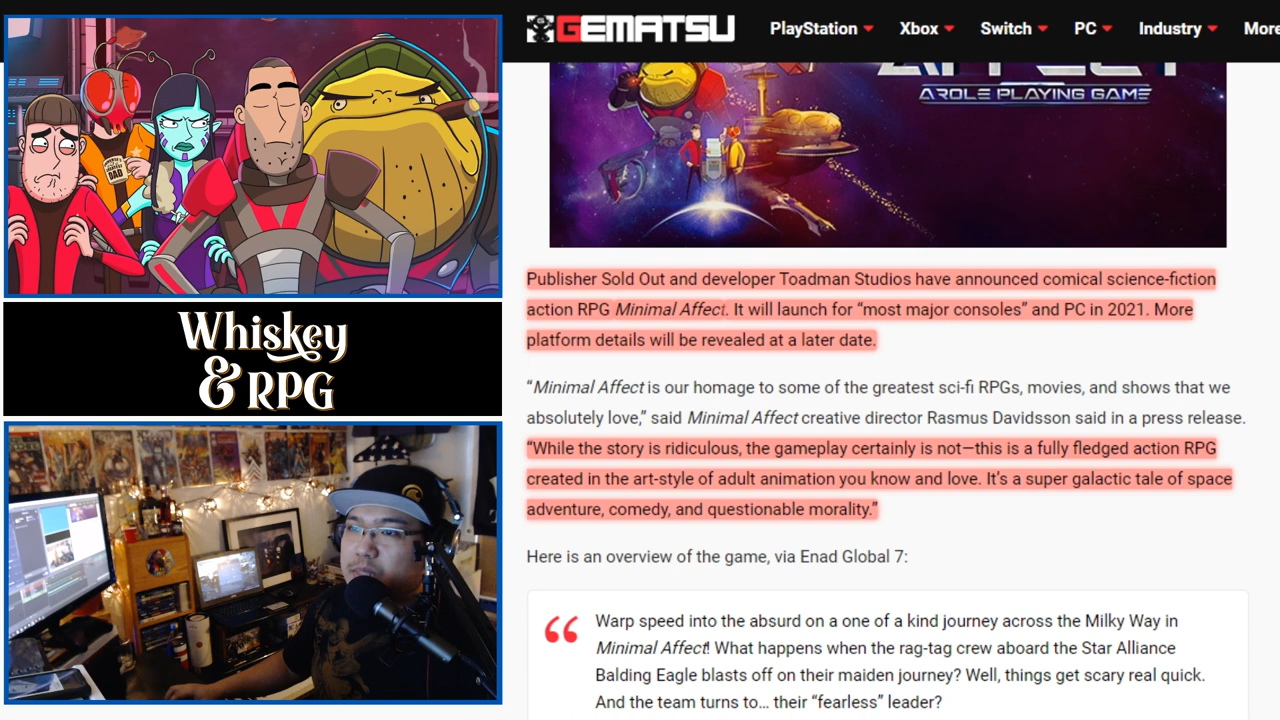 GEMATSU
PlayStation Xbox Switch PC Industry More
A ROLE PLAYING GAME
Publisher Sold Out and developer Toadman Studios have announced comical science-fiction
action RPG Minimal Affect. It will launch for “most major consoles” and PC in 2021. More
platform details will be revealed at a later date.
“Minimal Affect is our homage to some of the greatest sci-fi RPGs, movies, and shows that we
absolutely love,” said Minimal Affect creative director Rasmus Davidsson said in a press release.
“While the story is ridiculous, the gameplay certainly is not—this is a fully fledged action RPG
created in the art-style of adult animation you know and love. It’s a super galactic tale of space
adventure, comedy, and questionable morality.”
Here is an overview of the game, via Enad Global 7:
“ Warp speed into the absurd on a one of a kind journey across the Milky Way in
Minimal Affect! What happens when the rag-tag crew aboard the Star Alliance
Balding Eagle blasts off on their maiden journey? Well, things get scary real quick.
And the team turns to… their “fearless” leader?
Whiskey
& RPG
DAD